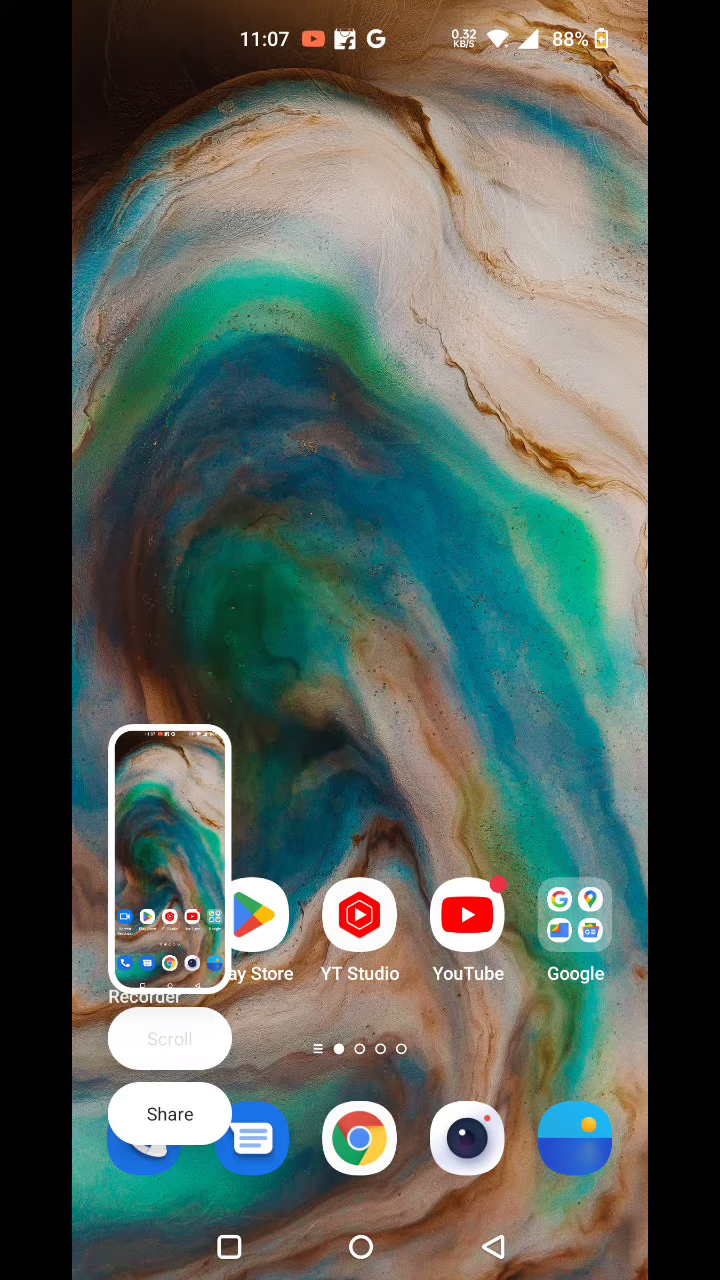 11:07
0.32
KB/S
88%
ay Store
YT Studio
YouTube
Google
Recorder
Scroll
Share